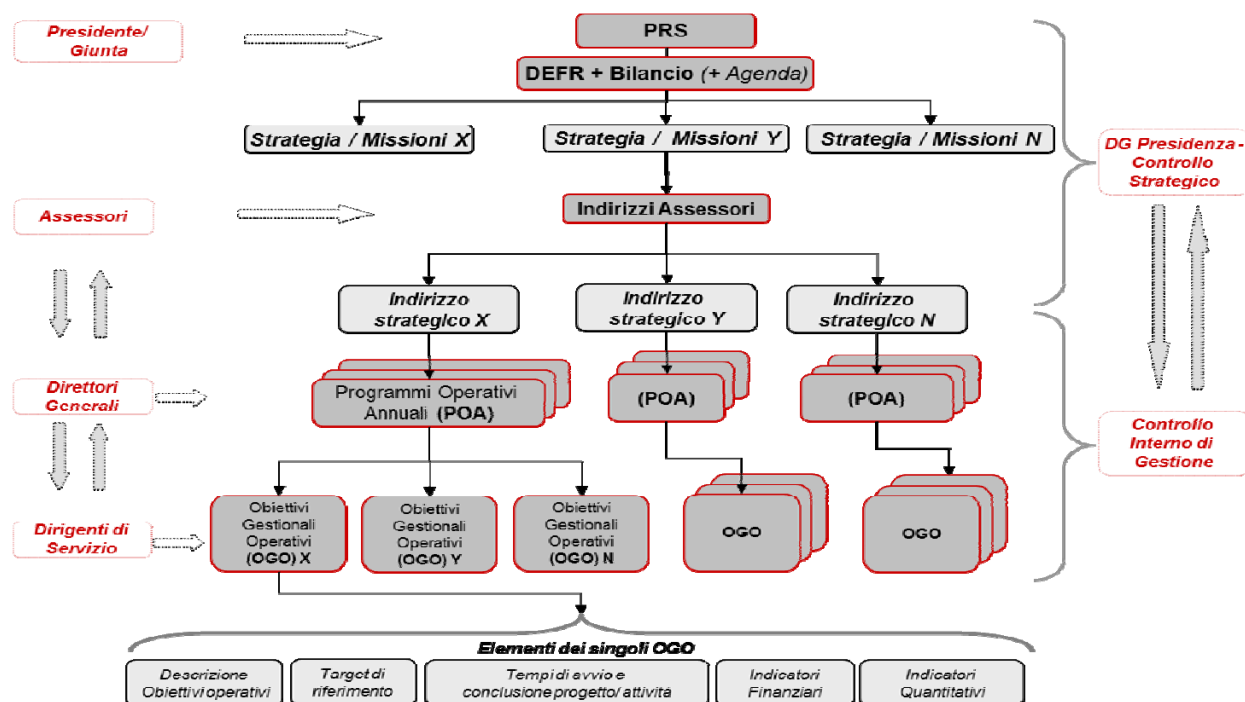 Presidente/
Giunta
PRS
DEFR + Bilancio (+ Agenda)
Strategia / Missioni X
Strategia / Missioni Y
Strategia / Missioni N
DG Presidenza -
Controllo
Strategico
Assessori
Indirizzi Assessori
Indirizzo
strategico X
Indirizzo
strategico Y
Indirizzo
strategico N
Direttori
Generali
Programmi Operativi
Annuali (POA)
(POA)
(POA)
Controllo
Interno di
Gestione
Dirigenti di
Servizio
Obiettivi
Gestionali
Operativi
(OGO) X
Obiettivi
Gestionali
Operativi
(OGO) Y
Obiettivi
Gestionali
Operativi
(OGO) N
OGO
OGO
Elementi dei singoli OGO
Descrizione
Obiettivi operativi
Target di
riferimento
Tempi di avvio e
conclusione progetto/ attività
Indicatori
Finanziari
Indicatori
Quantitativi